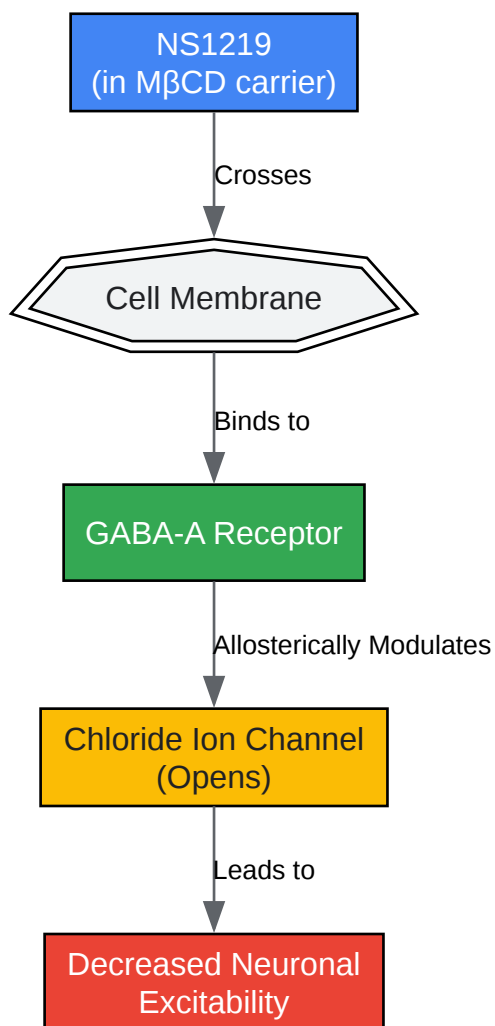 NS1219
(in MβCD carrier)
Crosses
Cell Membrane
Binds to
GABA-A Receptor
Allosterically Modulates
Chloride Ion Channel
(Opens)
Leads to
Decreased Neuronal
Excitability